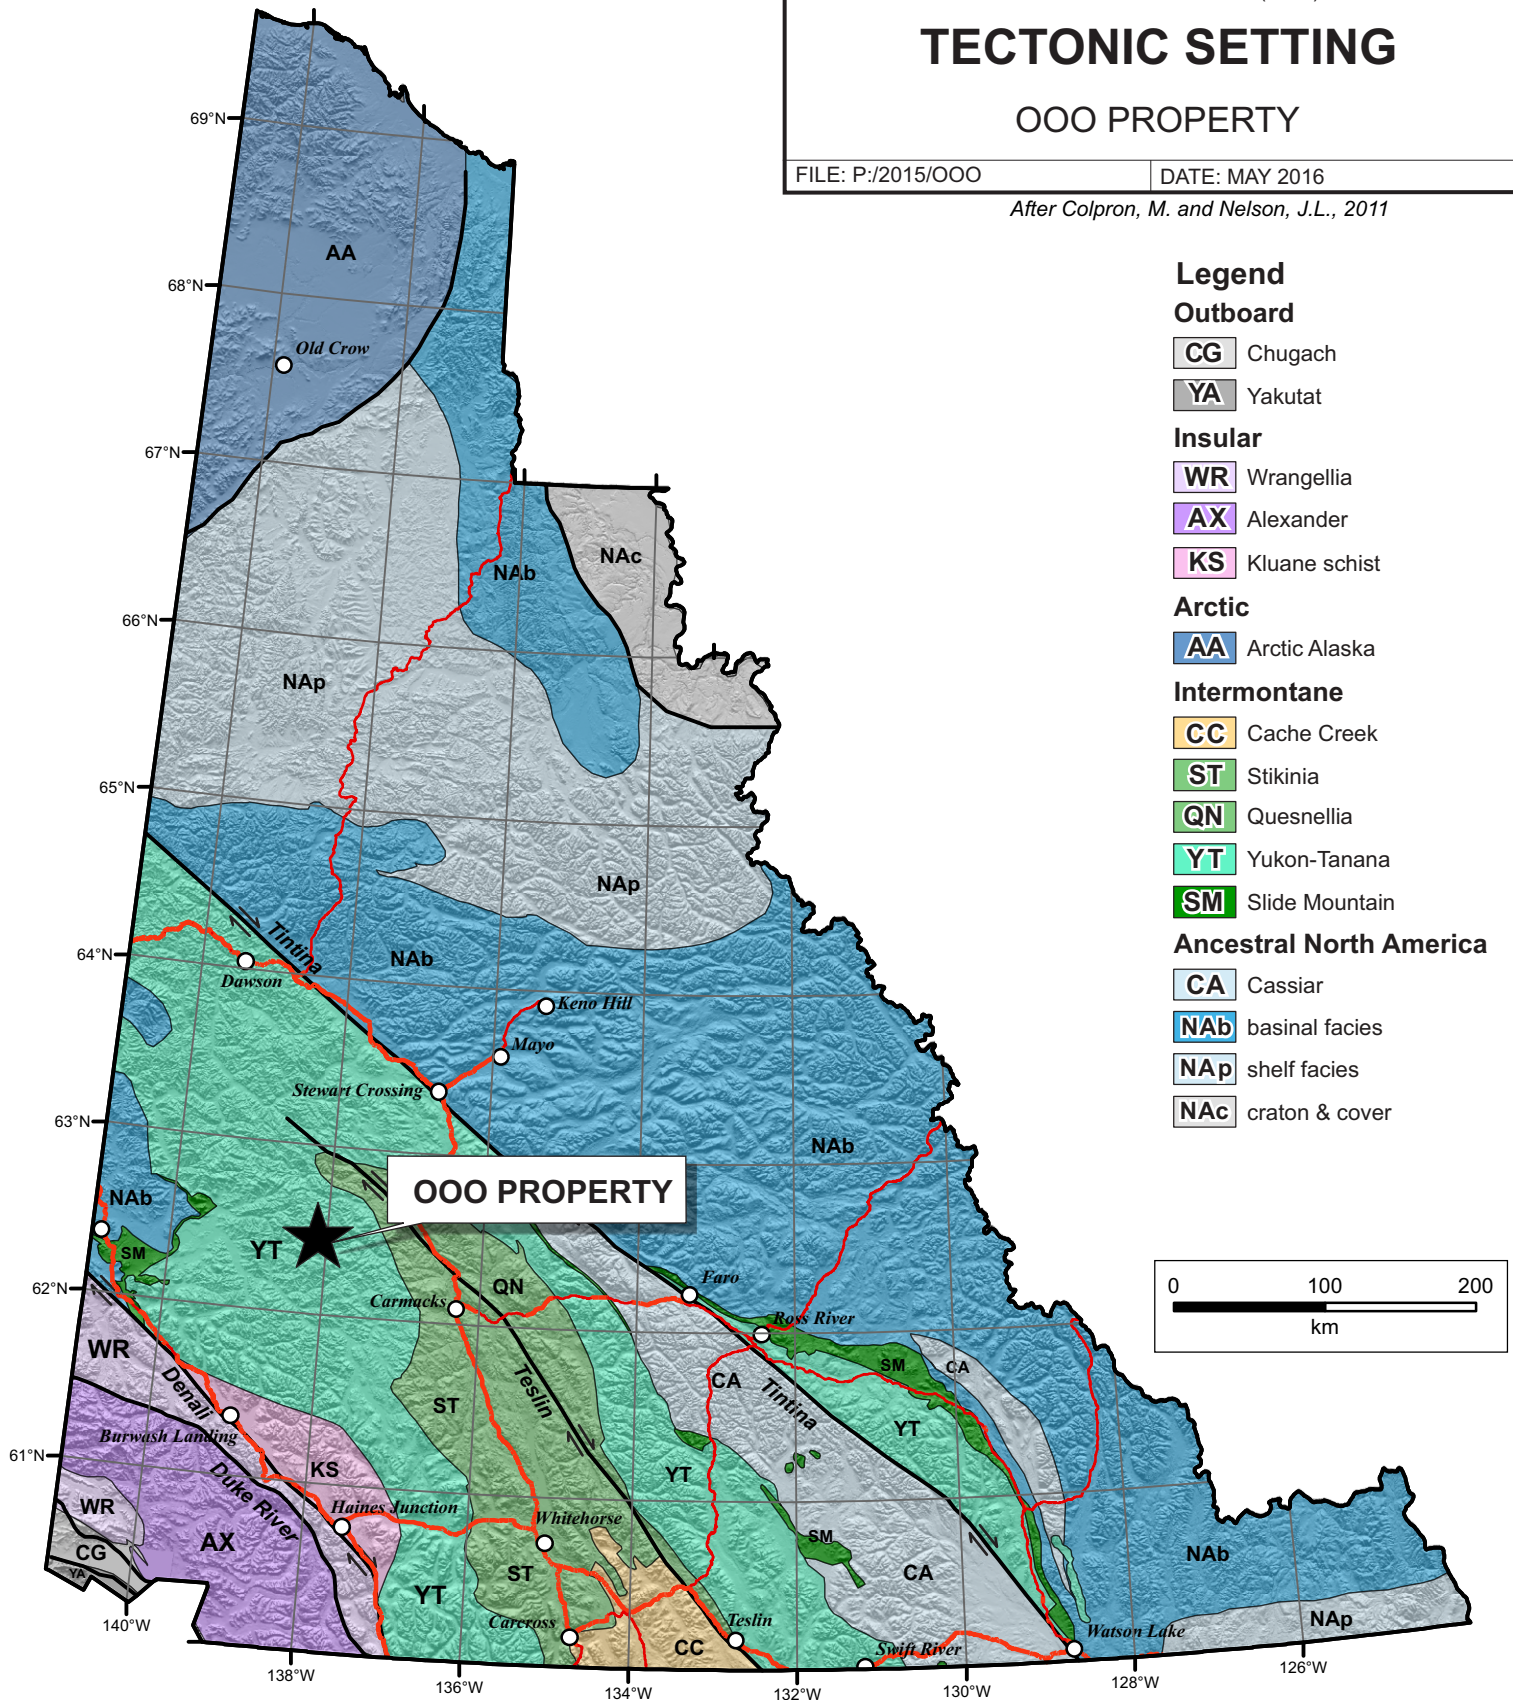 TECTONIC SETTING
OOO PROPERTY
FILE: P:/2015/OOO
DATE: MAY 2016
After Colpron, M. and Nelson, J.L., 2011
Legend
Outboard
CG Chugach
YA Yakutat
Insular
WR Wrangellia
AX Alexander
KS Kluane schist
Arctic
AA Arctic Alaska
Intermontane
CC Cache Creek
ST Stikinia
QN Quesnellia
YT Yukon-Tanana
SM Slide Mountain
Ancestral North America
CA Cassiar
NAb basinal facies
NAp shelf facies
NAc craton & cover
0 100 200
km
69°N
AA
68°N
Old Crow
67°N
NAc
NAb
66°N
NAp
65°N
NAp
Tintina
64°N
NAb
Dawson
Keno Hill
Mayo
Stewart Crossing
63°N
NAb
OOO PROPERTY
NAb
YT
SM
62°N
Faro
QN
Carmacks
Ross River
WR
SM
CA
CA
Denali
Teslin
Tintina
ST
YT
Burwash Landing
61°N
KS
YT
Duke River
WR
Haines Junction
Whitehorse
SM
AX
CG
NAb
YA
ST
CA
YT
140°W
Carcross
Teslin
NAp
Watson Lake
CC
Swift River
138°W
136°W
134°W
132°W
130°W
128°W
126°W